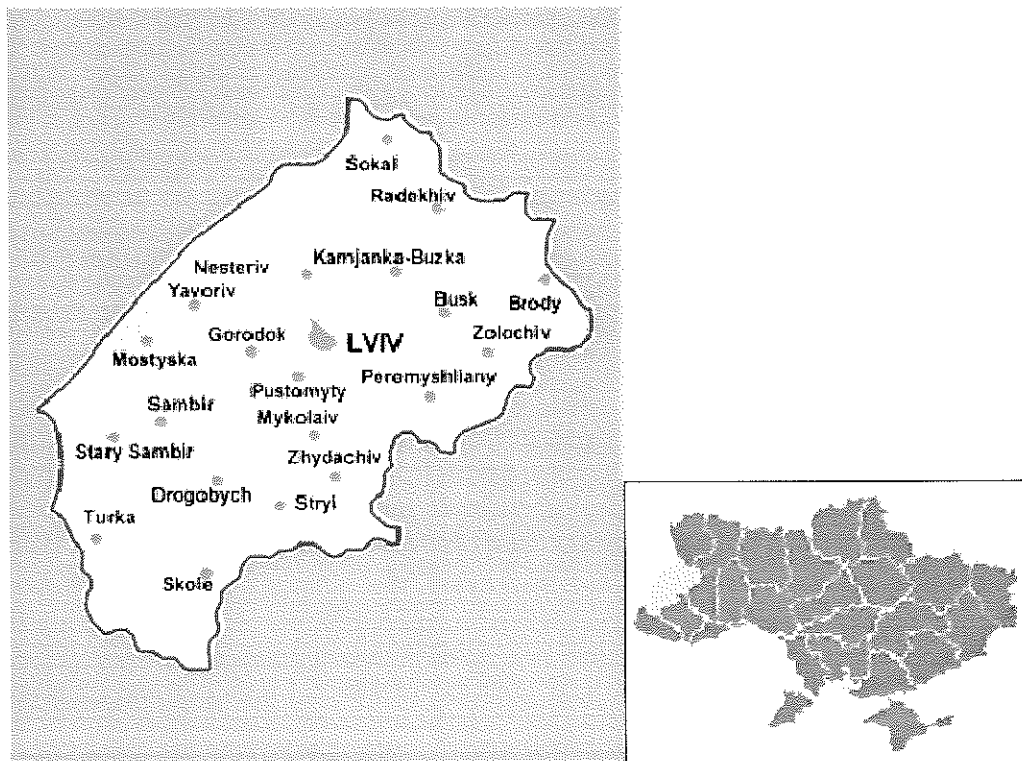 Sokal
Radekhiv
Kamjanka-Buzka
Nesteriv
Yavoriv
Busk
Brody
Gorodok
LVIV
Zolochiv
Mostyska
Peremyshliany
Pustomyty
Sambir
Mykolaiv
Stary Sambir
Zhydachiv
Drogobych
Stryi
Turka
Skole